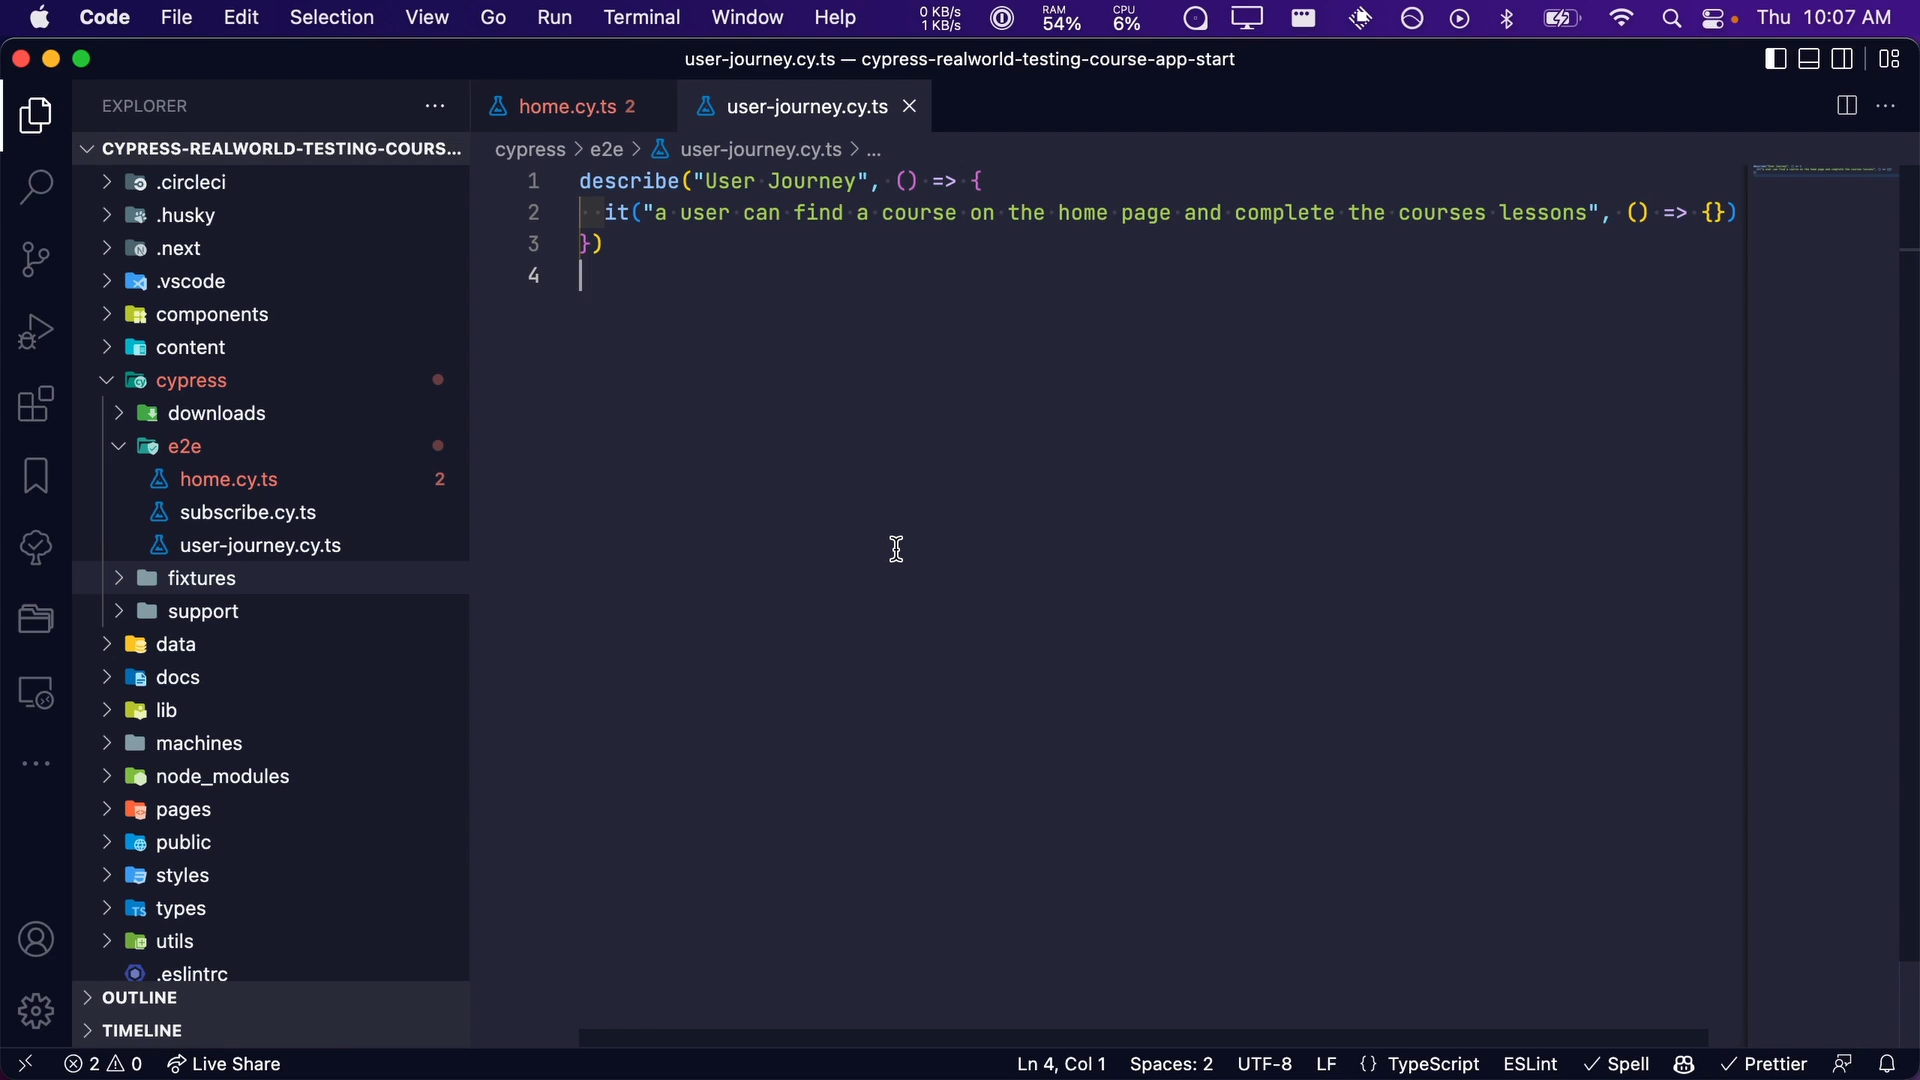 Code File Edit Selection View Go Run Terminal Window Help 0 KB/s 1 KB/s RAM 54% CPU 6% Thu 10:07 AM
user-journey.cy.ts — cypress-realworld-testing-course-app-start
EXPLORER
home.cy.ts 2
user-journey.cy.ts
CYPRESS-REALWORLD-TESTING-COURS...
cypress > e2e > user-journey.cy.ts > ...
.circleci
.husky
.next
.vscode
components
content
cypress
downloads
e2e
home.cy.ts 2
subscribe.cy.ts
user-journey.cy.ts
fixtures
support
data
docs
lib
machines
node_modules
pages
public
styles
types
utils
.eslintrc
OUTLINE
TIMELINE
1 describe("User Journey", () => {
2 it("a user can find a course on the home page and complete the courses lessons", () => {})
3 })
4
2 0 Live Share Ln 4, Col 1 Spaces: 2 UTF-8 LF {} TypeScript ESLint Spell Prettier